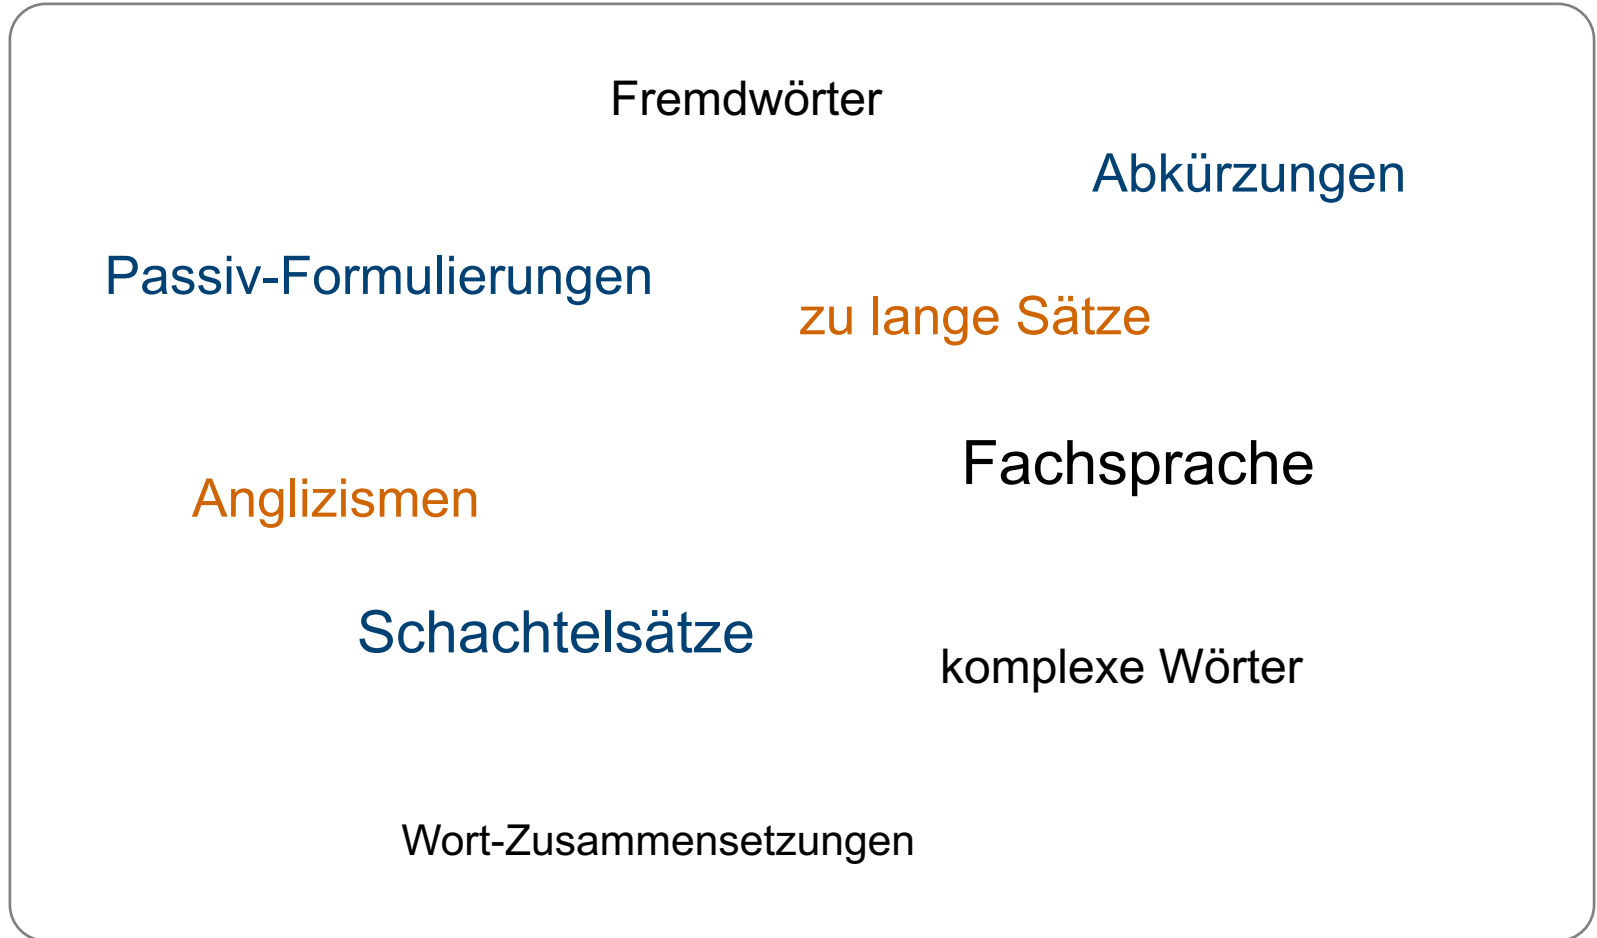 Fremdwörter
Abkürzungen
Passiv-Formulierungen
zu lange Sätze
Fachsprache
Anglizismen
Schachtelsätze
komplexe Wörter
Wort-Zusammensetzungen